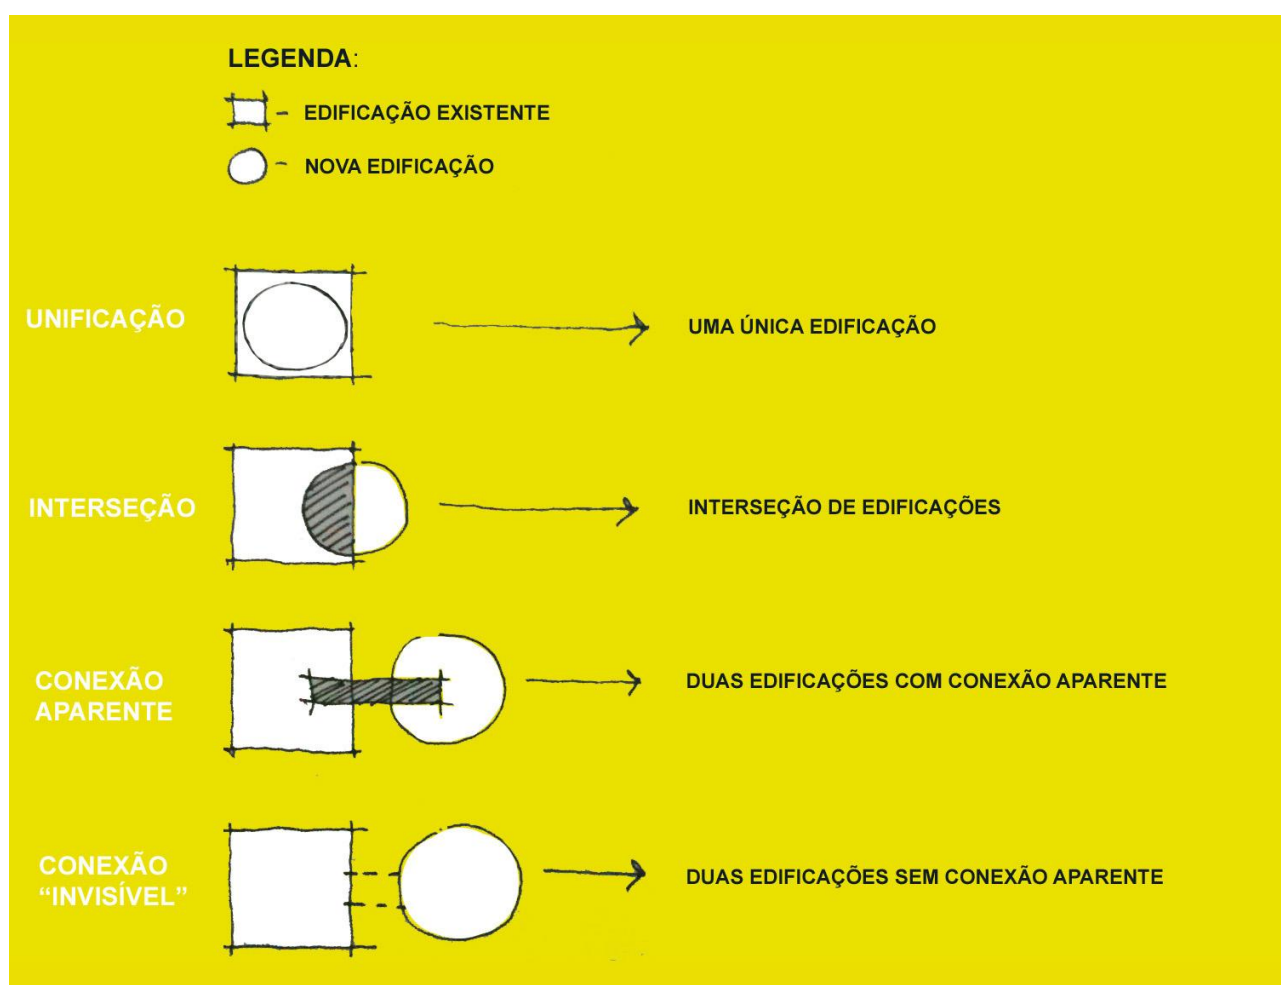 LEGENDA:
EDIFICAÇÃO EXISTENTE
NOVA EDIFICAÇÃO
UNIFICAÇÃO
UMA ÚNICA EDIFICAÇÃO
INTERSEÇÃO
INTERSEÇÃO DE EDIFICAÇÕES
CONEXÃO
APARENTE
DUAS EDIFICAÇÕES COM CONEXÃO APARENTE
CONEXÃO
“INVISÍVEL”
DUAS EDIFICAÇÕES SEM CONEXÃO APARENTE